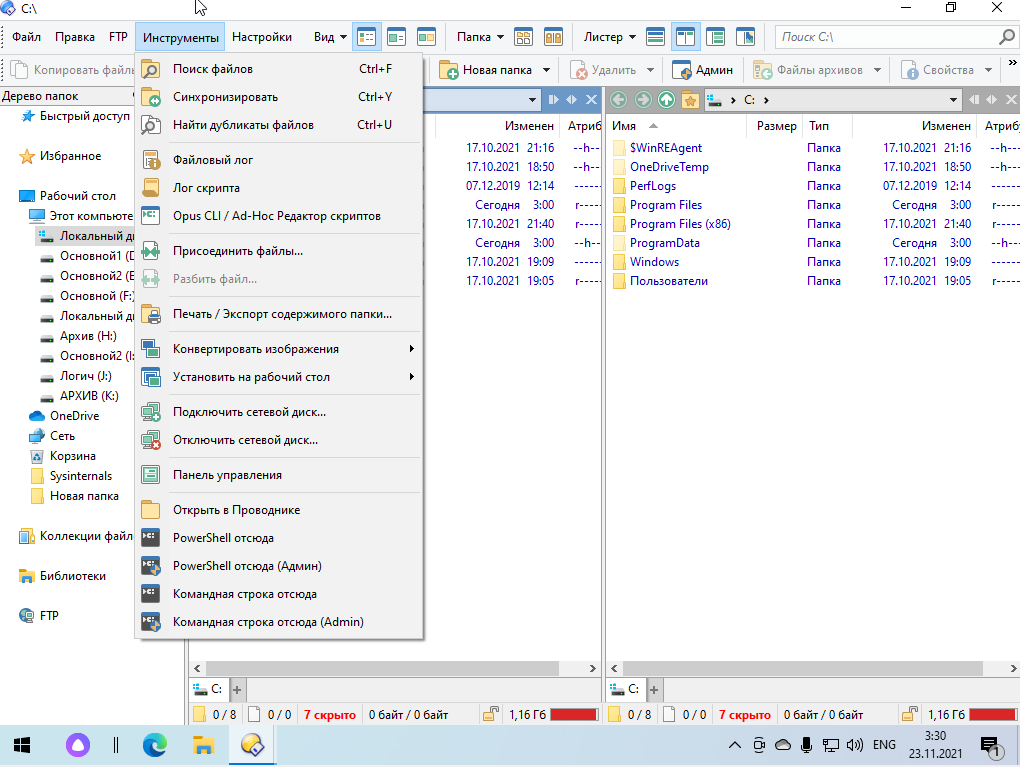 C:\
Файл Правка FTP Инструменты Настройки Вид Папка Листер Поиск C:\
Копировать файль Новая папка Удалить Админ Файлы архивов Свойства »
Дерево папок
C:
Быстрый доступ
Избранное
Рабочий стол
Этот компьюте
Локальный ди
Основной1 (D
Основной2 (E
Основной (F:)
Локальный ди
Архив (H:)
Основной2 (I:
Логич (J:)
АРХИВ (K:)
OneDrive
Сеть
Корзина
Sysinternals
Новая папка
Коллекции файл
Библиотеки
FTP
Поиск файлов Ctrl+F
Синхронизировать Ctrl+Y
Найти дубликаты файлов Ctrl+U
Файловый лог
Лог скрипта
Opus CLI / Ad-Hoc Редактор скриптов
Присоединить файлы...
Разбить файл...
Печать / Экспорт содержимого папки...
Конвертировать изображения
Установить на рабочий стол
Подключить сетевой диск...
Отключить сетевой диск...
Панель управления
Открыть в Проводнике
PowerShell отсюда
PowerShell отсюда (Админ)
Командная строка отсюда
Командная строка отсюда (Admin)
Изменен Атриб
17.10.2021 21:16 --h--
17.10.2021 18:50 --h--
07.12.2019 12:14 -----
Сегодня 3:00 r-----
17.10.2021 21:40 r-----
Сегодня 3:00 --h--
17.10.2021 19:09 -----
17.10.2021 19:05 r-----
Имя Размер Тип Изменен Атрибу
$WinREAgent Папка 17.10.2021 21:16 --h--
OneDriveTemp Папка 17.10.2021 18:50 --h--
PerfLogs Папка 07.12.2019 12:14 -----
Program Files Папка Сегодня 3:00 r-----
Program Files (x86) Папка 17.10.2021 21:40 r-----
ProgramData Папка Сегодня 3:00 --h--
Windows Папка 17.10.2021 19:09 -----
Пользователи Папка 17.10.2021 19:05 r-----
C: + C: +
0 / 8 0 / 0 7 скрыто 0 байт / 0 байт 1,16 Гб
0 / 8 0 / 0 7 скрыто 0 байт / 0 байт 1,16 Гб
ENG 3:30
23.11.2021
1